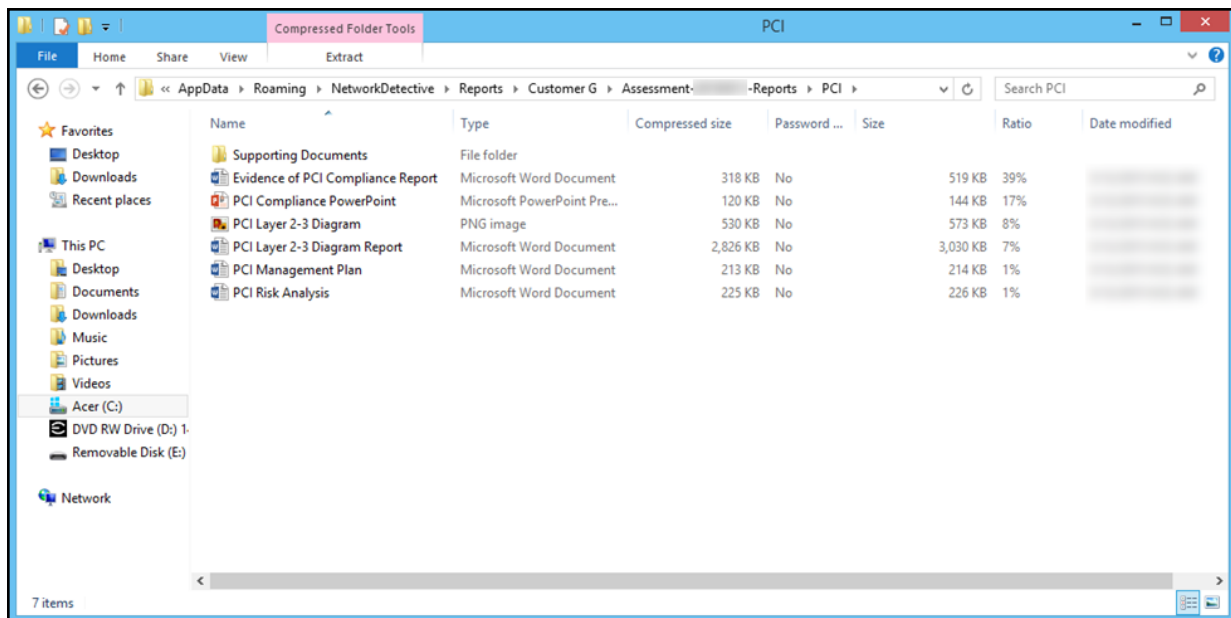 Compressed Folder Tools
PCI
File Home Share View Extract
« AppData Roaming NetworkDetective Reports Customer G Assessment- -Reports PCI
Search PCI
Favorites
Desktop
Downloads
Recent places
This PC
Desktop
Documents
Downloads
Music
Pictures
Videos
Acer (C:)
DVD RW Drive (D:) 1
Removable Disk (E:)
Network
Name Type Compressed size Password ... Size Ratio Date modified
Supporting Documents File folder
Evidence of PCI Compliance Report Microsoft Word Document 318 KB No 519 KB 39%
PCI Compliance PowerPoint Microsoft PowerPoint Pre... 120 KB No 144 KB 17%
PCI Layer 2-3 Diagram PNG image 530 KB No 573 KB 8%
PCI Layer 2-3 Diagram Report Microsoft Word Document 2,826 KB No 3,030 KB 7%
PCI Management Plan Microsoft Word Document 213 KB No 214 KB 1%
PCI Risk Analysis Microsoft Word Document 225 KB No 226 KB 1%
7 items